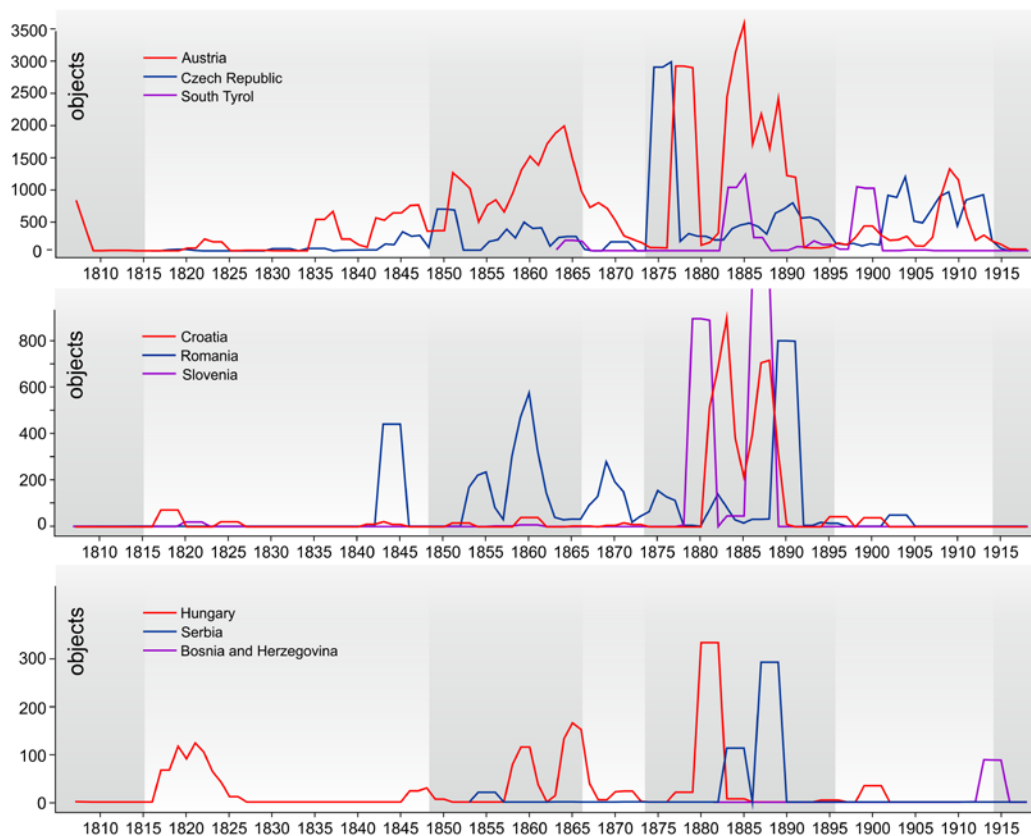 objects
3500
3000
2500
2000
1500
1000
500
0
Austria
Czech Republic
South Tyrol
1810 1815 1820 1825 1830 1835 1840 1845 1850 1855 1860 1865 1870 1875 1880 1885 1890 1895 1900 1905 1910 1915
objects
800
600
400
200
0
Croatia
Romania
Slovenia
1810 1815 1820 1825 1830 1835 1840 1845 1850 1855 1860 1865 1870 1875 1880 1885 1890 1895 1900 1905 1910 1915
objects
300
200
100
0
Hungary
Serbia
Bosnia and Herzegovina
1810 1815 1820 1825 1830 1835 1840 1845 1850 1855 1860 1865 1870 1875 1880 1885 1890 1895 1900 1905 1910 1915